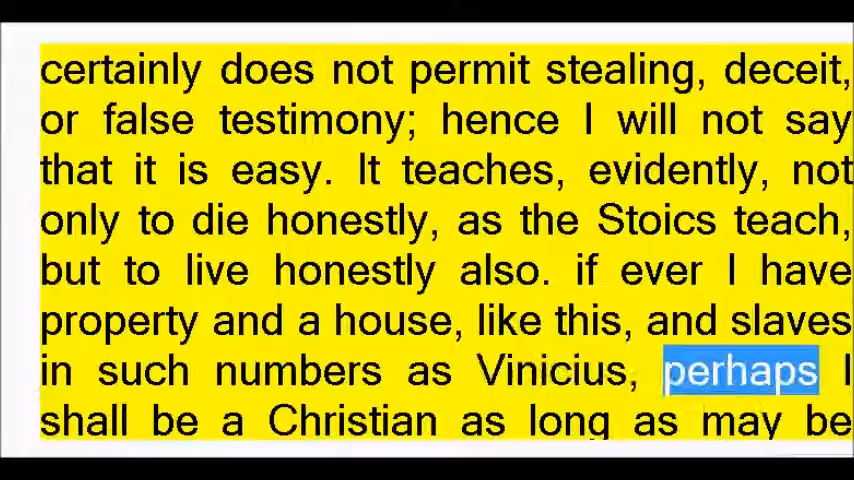 certainly does not permit stealing, deceit,
or false testimony; hence I will not say
that it is easy. It teaches, evidently, not
only to die honestly, as the Stoics teach,
but to live honestly also. if ever I have
property and a house, like this, and slaves
in such numbers as Vinicius, perhaps I
shall be a Christian as long as may be